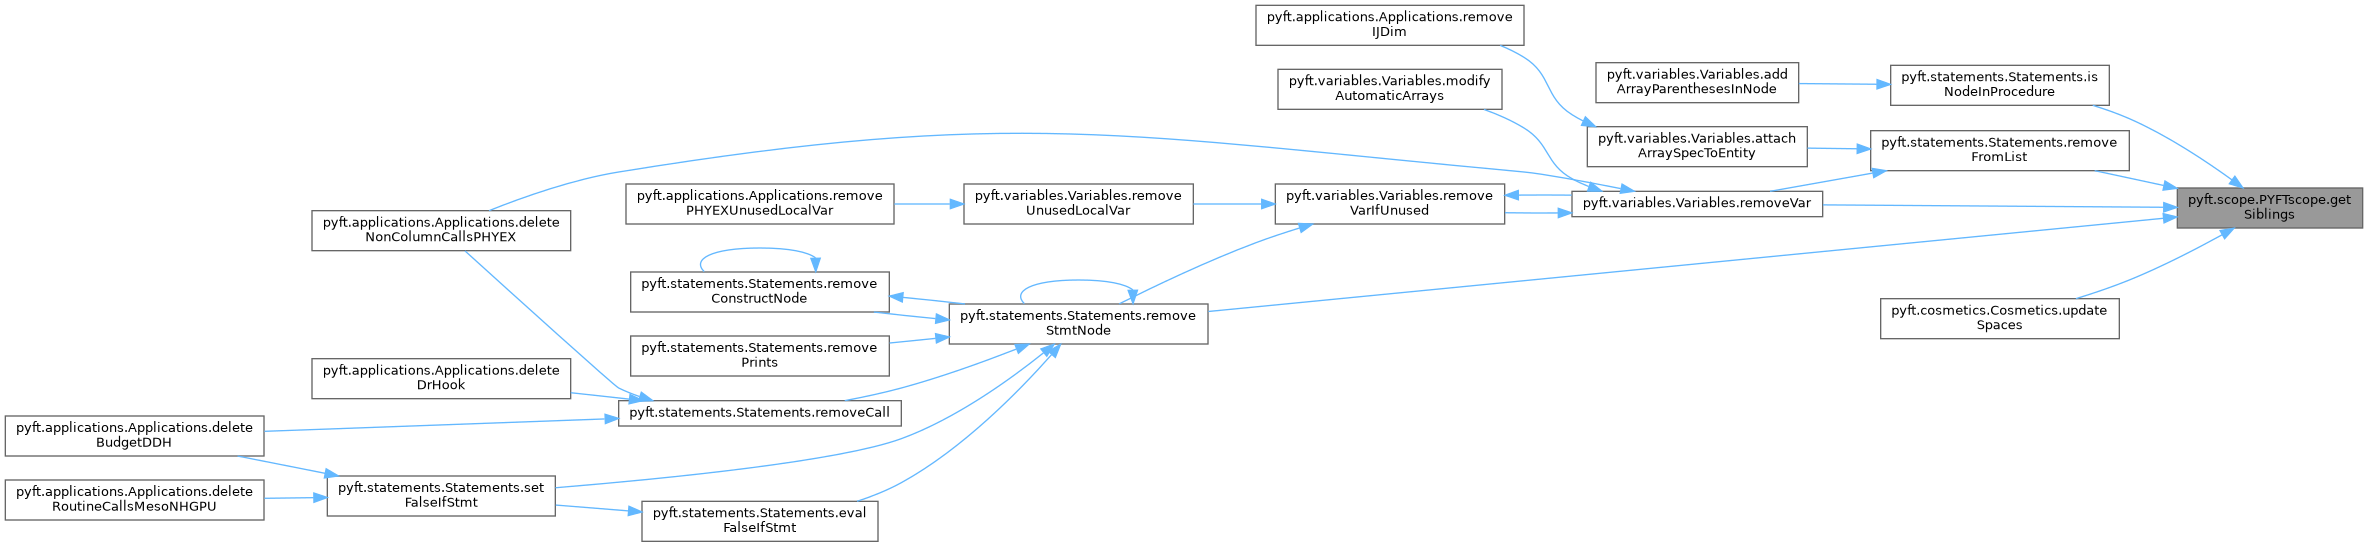 pyft.applications.Applications.remove
IJDim
pyft.variables.Variables.modify
AutomaticArrays
pyft.variables.Variables.add
ArrayParenthesesInNode
pyft.statements.Statements.is
NodeInProcedure
pyft.variables.Variables.attach
ArraySpecToEntity
pyft.statements.Statements.remove
FromList
pyft.applications.Applications.delete
NonColumnCallsPHYEX
pyft.applications.Applications.remove
PHYEXUnusedLocalVar
pyft.variables.Variables.remove
UnusedLocalVar
pyft.variables.Variables.remove
VarIfUnused
pyft.variables.Variables.removeVar
pyft.scope.PYFTscope.get
Siblings
pyft.statements.Statements.remove
ConstructNode
pyft.statements.Statements.remove
StmtNode
pyft.cosmetics.Cosmetics.update
Spaces
pyft.statements.Statements.remove
Prints
pyft.applications.Applications.delete
DrHook
pyft.statements.Statements.removeCall
pyft.applications.Applications.delete
BudgetDDH
pyft.applications.Applications.delete
RoutineCallsMesoNHGPU
pyft.statements.Statements.set
FalseIfStmt
pyft.statements.Statements.eval
FalseIfStmt